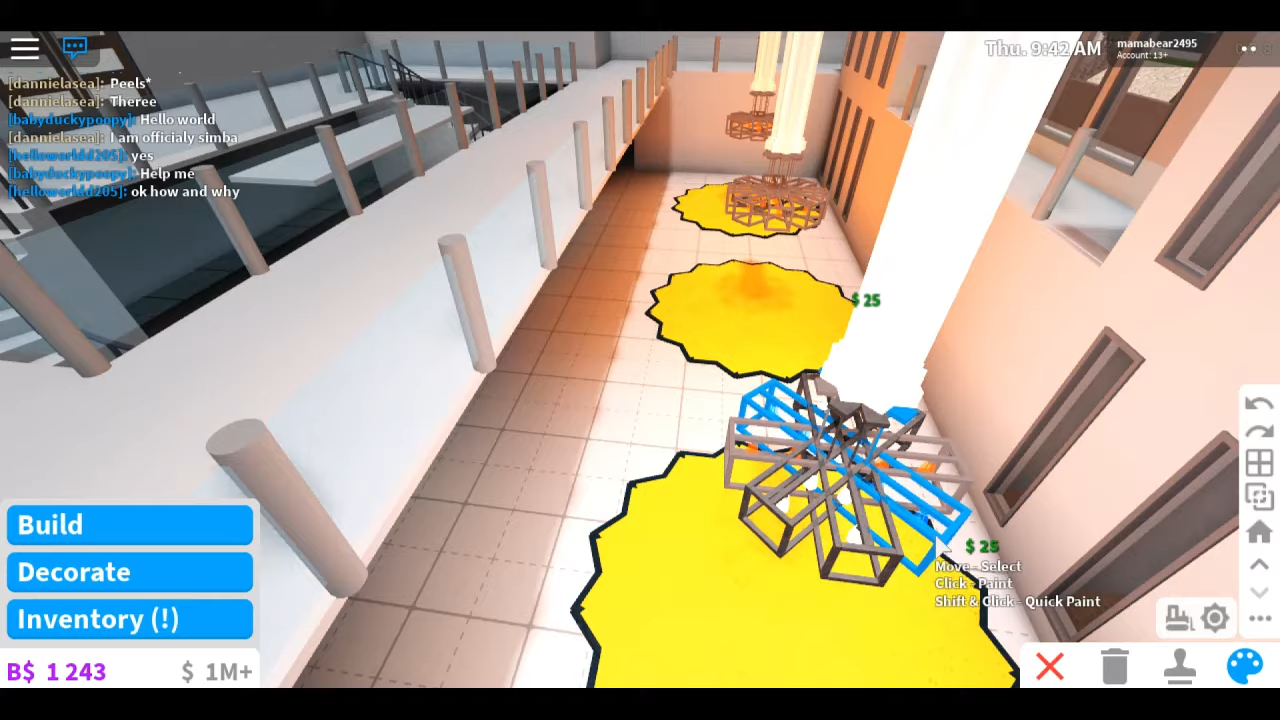 Thu. 9:42 AM
mamabear2495
Account: 13+
[dannielasea]: Peels*
[dannielasea]: Theree
[babyduckypoopy]: Hello world
[dannielasea]: I am officialy simba
[helloworldd205]: yes
[babyduckypoopy]: Help me
[helloworldd205]: ok how and why
$ 25
$ 25
Move - Select
Click - Paint
Shift & Click - Quick Paint
Build
Decorate
Inventory (!)
B$ 1 243
$ 1M+